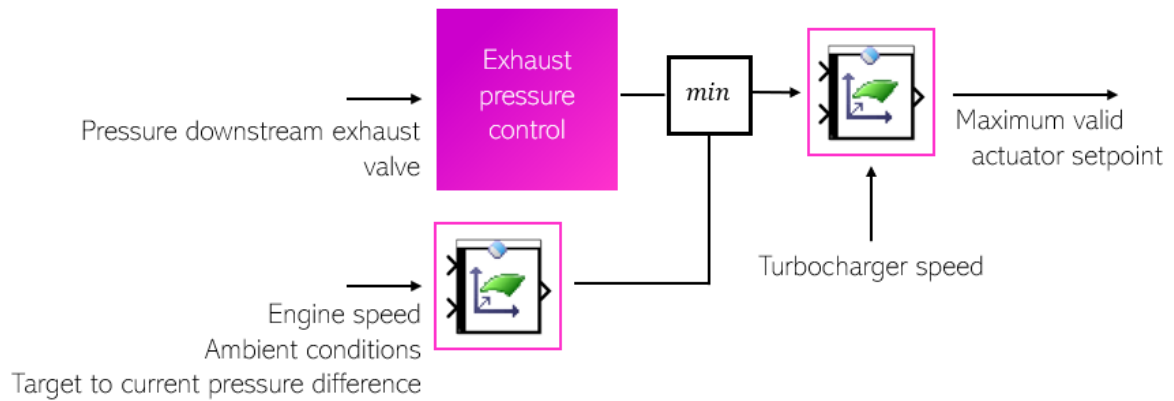 Exhaust
pressure
control
min
Pressure downstream exhaust
valve
Maximum valid
actuator setpoint
Turbocharger speed
Engine speed
Ambient conditions
Target to current pressure difference